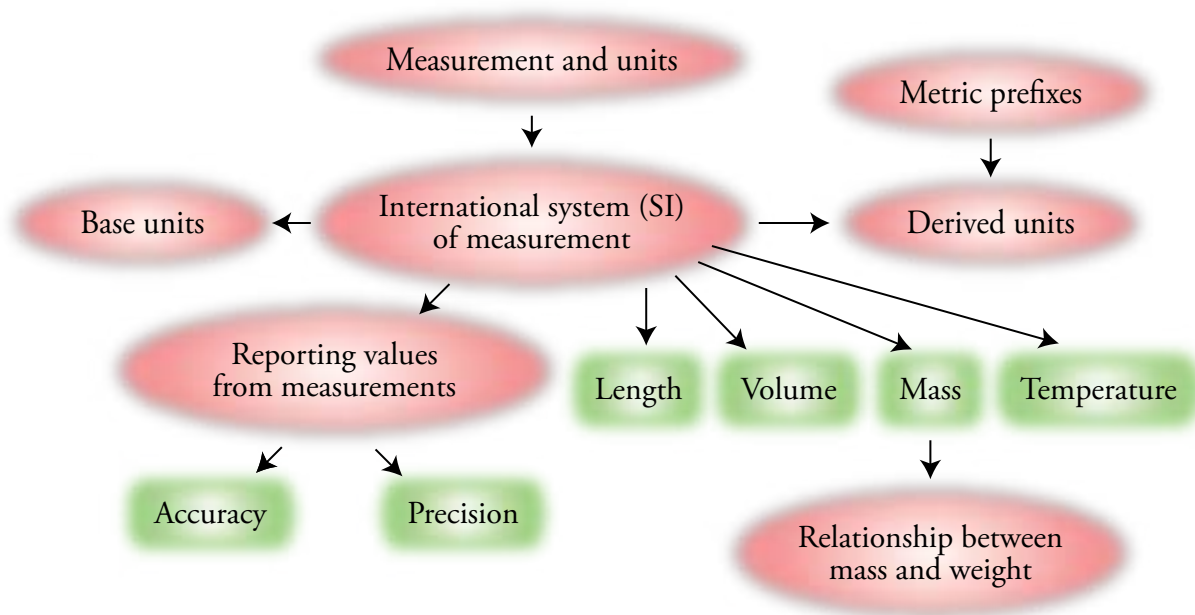 Measurement and units
Metric prefixes
Base units
International system (SI)
of measurement
Derived units
Reporting values
from measurements
Length
Volume
Mass
Temperature
Accuracy
Precision
Relationship between
mass and weight